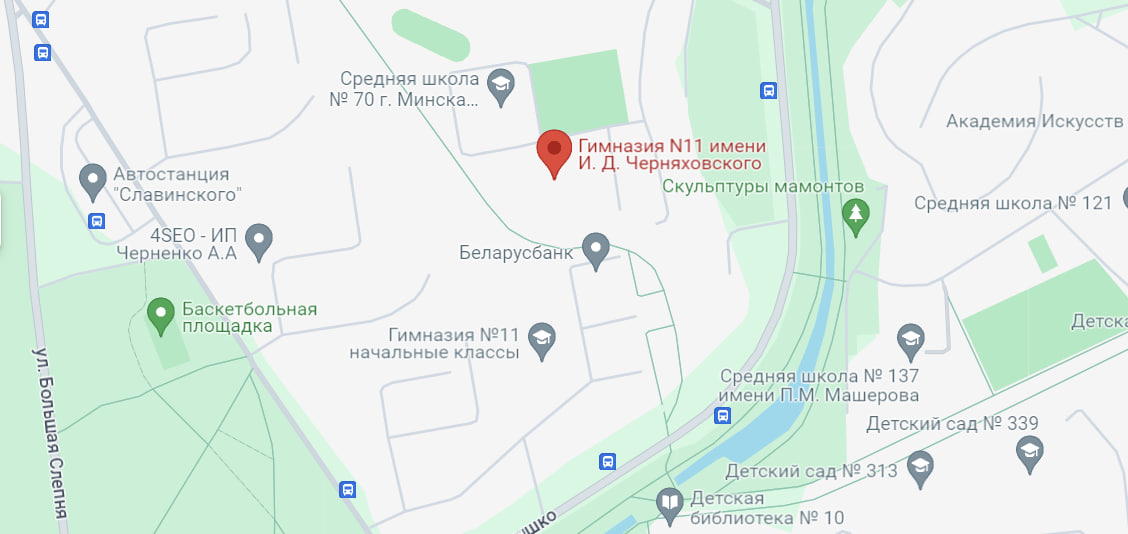 Средняя школа
№ 70 г. Минска...
Академия Искусств
Гимназия N11 имени
И. Д. Черняховского
Автостанция
"Славинского"
Скульптуры мамонтов
Средняя школа № 121
4SEO - ИП
Черненко А.А
Беларусбанк
Баскетбольная
площадка
Детска
Гимназия №11
начальные классы
ул. Большая Слепня
Средняя школа № 137
имени П.М. Машерова
Детский сад № 339
Детский сад № 313
Детская
библиотека № 10